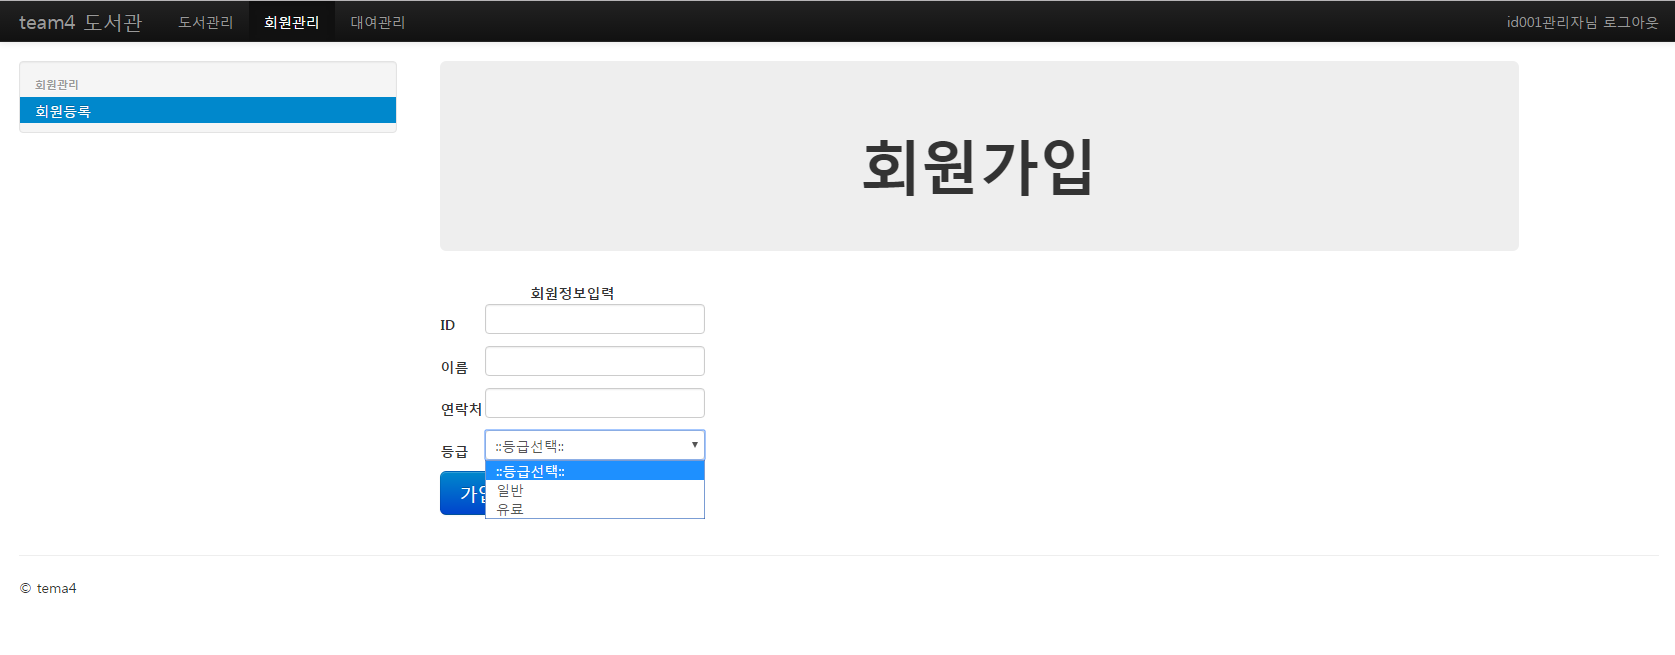 team4 도서관 도서관리 회원관리 대여관리 id001관리자님 로그아웃
회원관리
회원등록
회원가입
회원정보입력
ID
이름
연락처
등급 ::등급선택::
::등급선택::
일반
유료
가
© tema4